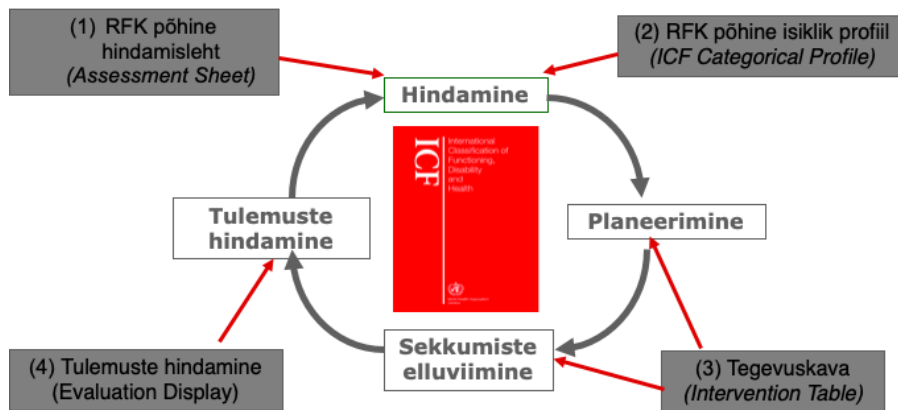 (1) RFK põhine
hindamisleht
(Assessment Sheet)
(2) RFK põhine isiklik profiil
(ICF Categorical Profile)
Hindamine
ICF
International
Classification of
Functioning,
Disability
and
Health
Tulemuste
hindamine
Planeerimine
Sekkumiste
elluviimine
(4) Tulemuste hindamine
(Evaluation Display)
(3) Tegevuskava
(Intervention Table)